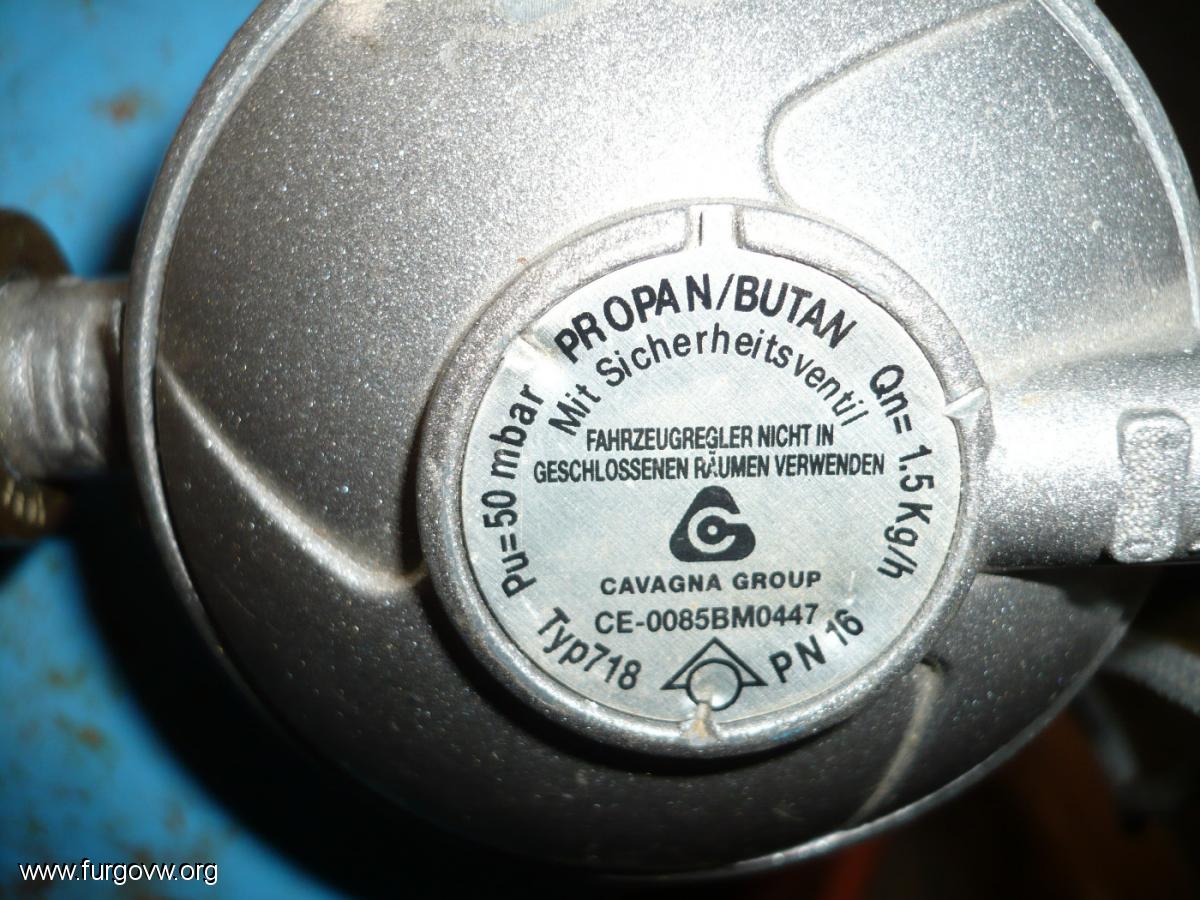 PROPAN/BUTAN
Mit Sicherheitsventil
Pu=50 mbar
Qn= 1.5 Kg/h
FAHRZEUGREGLER NICHT IN
GESCHLOSSENEN RÄUMEN VERWENDEN
CAVAGNA GROUP
CE-0085BM0447
Typ718
PN 16
www.furgovw.org